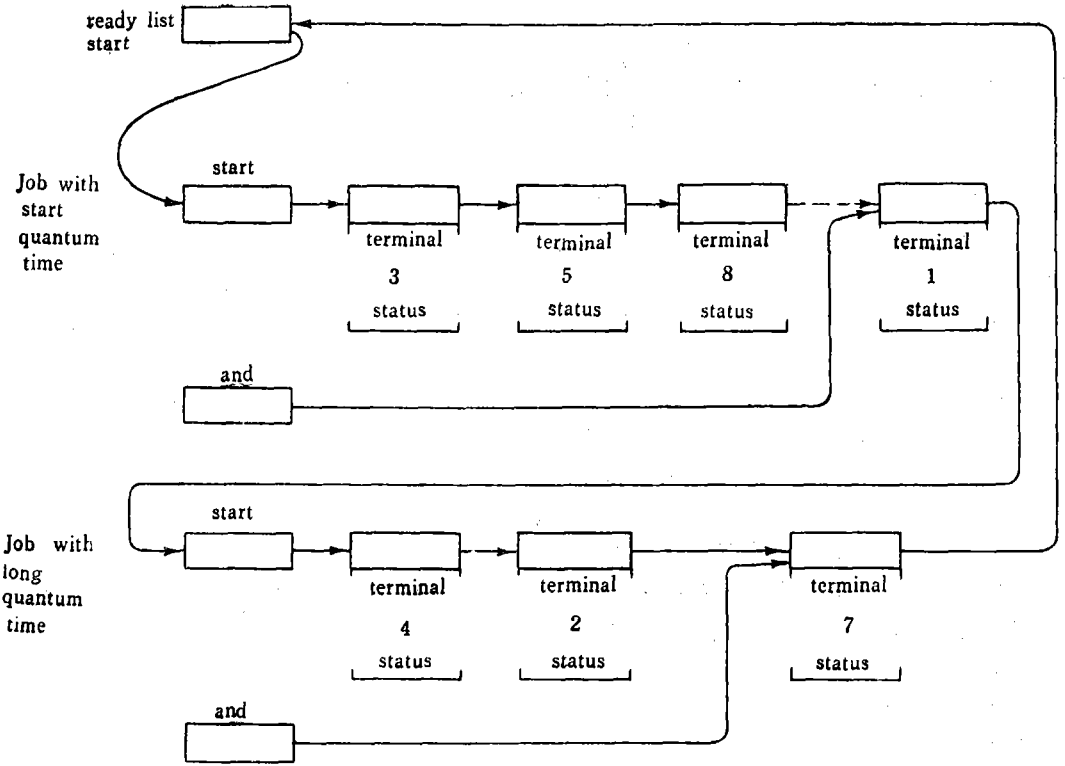 ready list
start
start
Job with
start
quantum
time
terminal
3
status
terminal
5
status
terminal
8
status
terminal
1
status
and
start
Job with
long
quantum
time
terminal
4
status
terminal
2
status
terminal
7
status
and